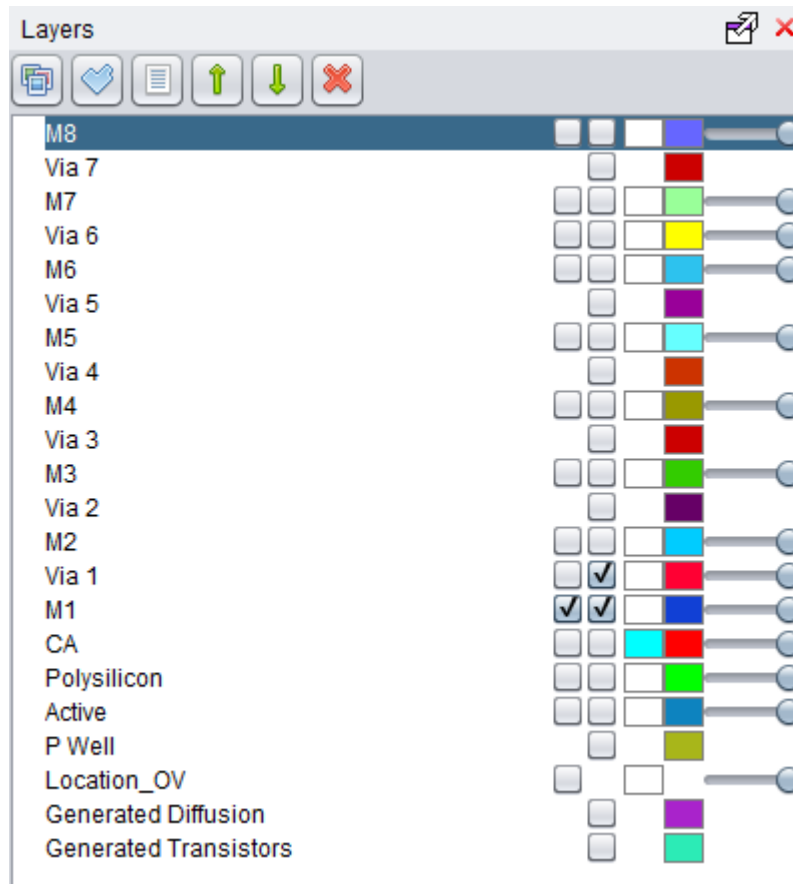 Layers
M8
Via 7
M7
Via 6
M6
Via 5
M5
Via 4
M4
Via 3
M3
Via 2
M2
Via 1
M1
CA
Polysilicon
Active
P Well
Location_OV
Generated Diffusion
Generated Transistors